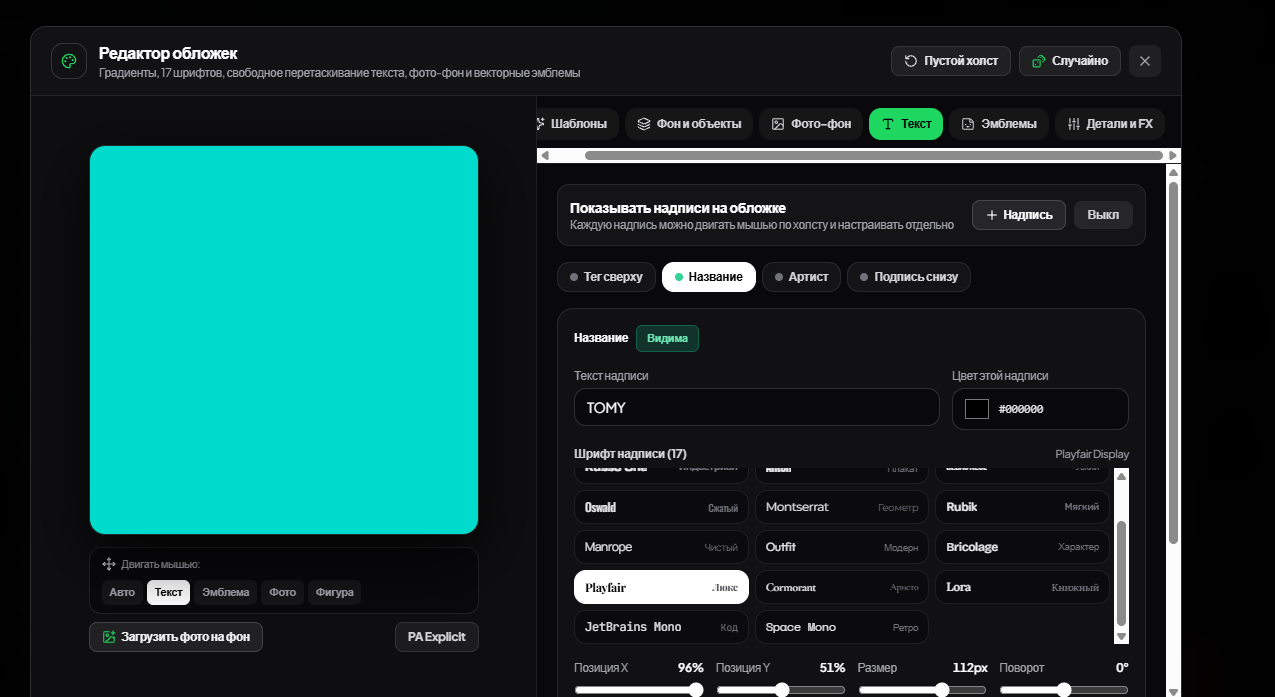 Редактор обложек
Градиенты, 17 шрифтов, свободное перетаскивание текста, фото-фон и векторные эмблемы
Пустой холст
Случайно
Шаблоны
Фон и объекты
Фото-фон
Текст
Эмблемы
Детали и FX
Показывать надписи на обложке
Каждую надпись можно двигать мышью по холсту и настраивать отдельно
+ Надпись
Выкл
Тег сверху
Название
Артист
Подпись снизу
Название
Видима
Текст надписи
Цвет этой надписи
TOMY
#000000
Шрифт надписи (17)
Playfair Display
Oswald Сжатый
Montserrat Геометр
Rubik Мягкий
Manrope Чистый
Outfit Модерн
Bricolage Характер
Playfair Люкс
Cormorant Аристо
Lora Книжный
JetBrains Mono Код
Space Mono Ретро
Позиция X 96%
Позиция Y 51%
Размер 112px
Поворот 0°
Двигать мышью:
Авто
Текст
Эмблема
Фото
Фигура
Загрузить фото на фон
PA Explicit